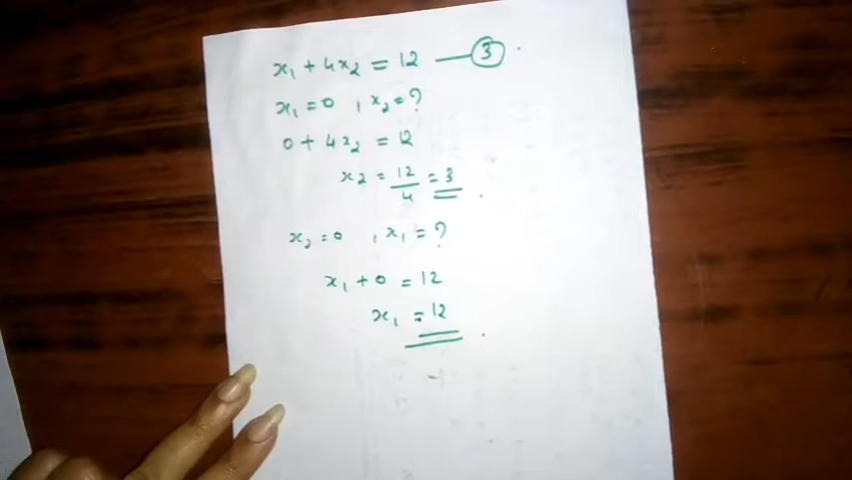 x₁ + 4x₂ = 12 — ③ .
x₁ = 0 , x₂ = ?
0 + 4x₂ = 12
x₂ = 12/4 = 3 .
x₂ = 0 , x₁ = ?
x₁ + 0 = 12
x₁ = 12 .